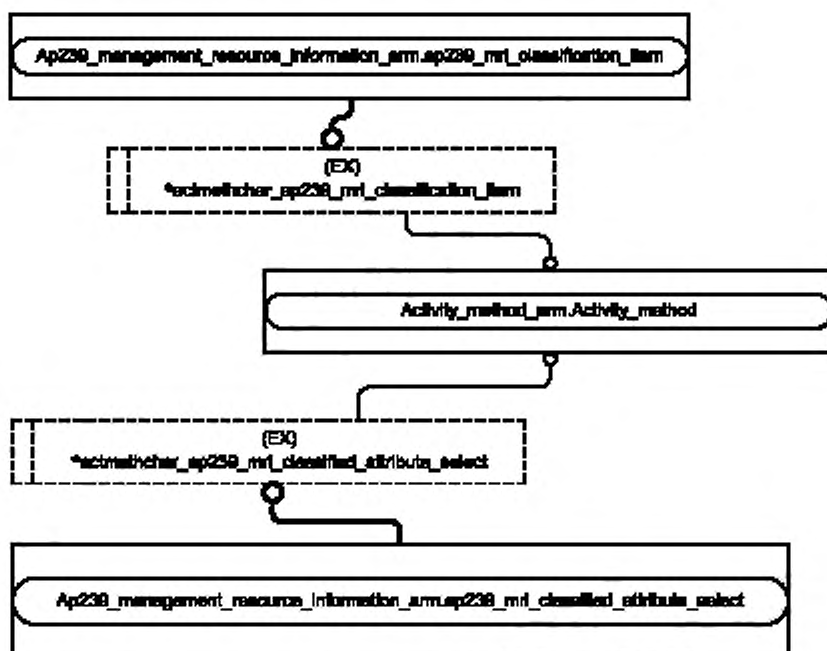 Ap239_management_resource_information_arm.ap239_mri_classification_item
(EX)
*actmethchar_ap239_mri_classification_item
Activity_method_arm.Activity_method
(EX)
*actmethchar_ap239_mri_classified_attribute_select
Ap239_management_resource_information_arm.ap239_mri_classified_attribute_select